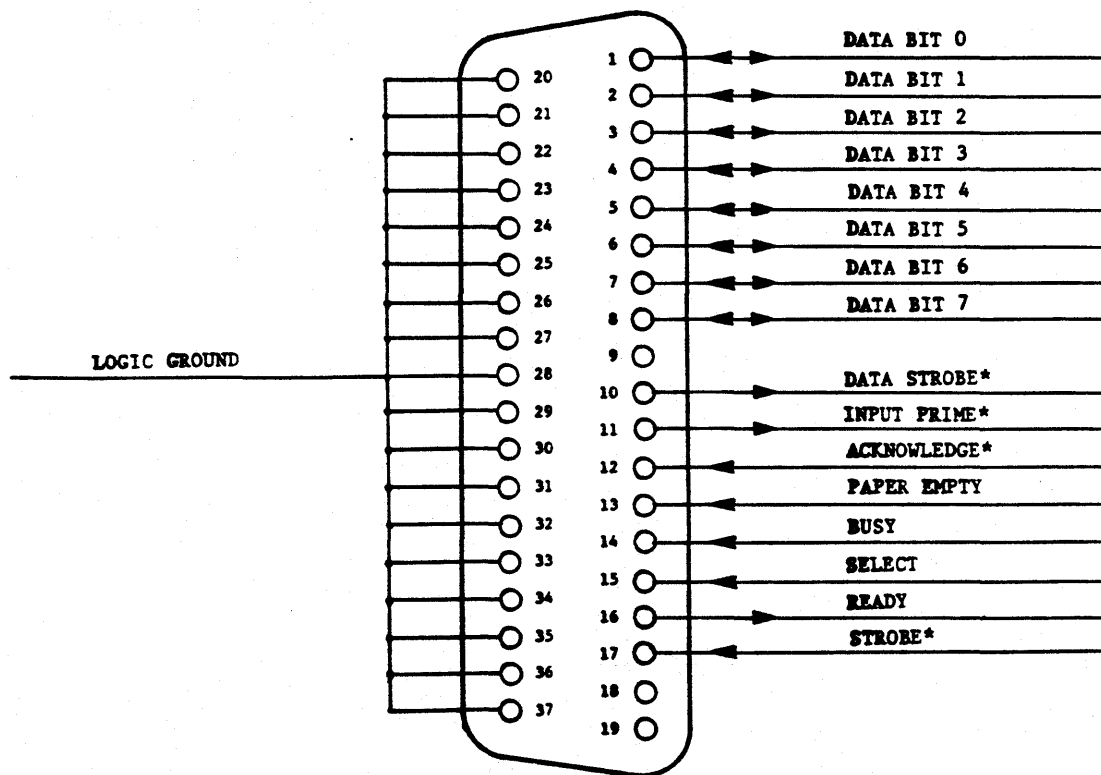 DATA BIT 0
1
20
DATA BIT 1
2
21
DATA BIT 2
3
22
DATA BIT 3
4
23
DATA BIT 4
5
24
DATA BIT 5
6
25
DATA BIT 6
7
26
DATA BIT 7
8
27
9
LOGIC GROUND
28
DATA STROBE*
10
29
INPUT PRIME*
11
30
ACKNOWLEDGE*
12
31
PAPER EMPTY
13
32
BUSY
14
33
SELECT
15
34
READY
16
35
STROBE*
17
36
18
37
19